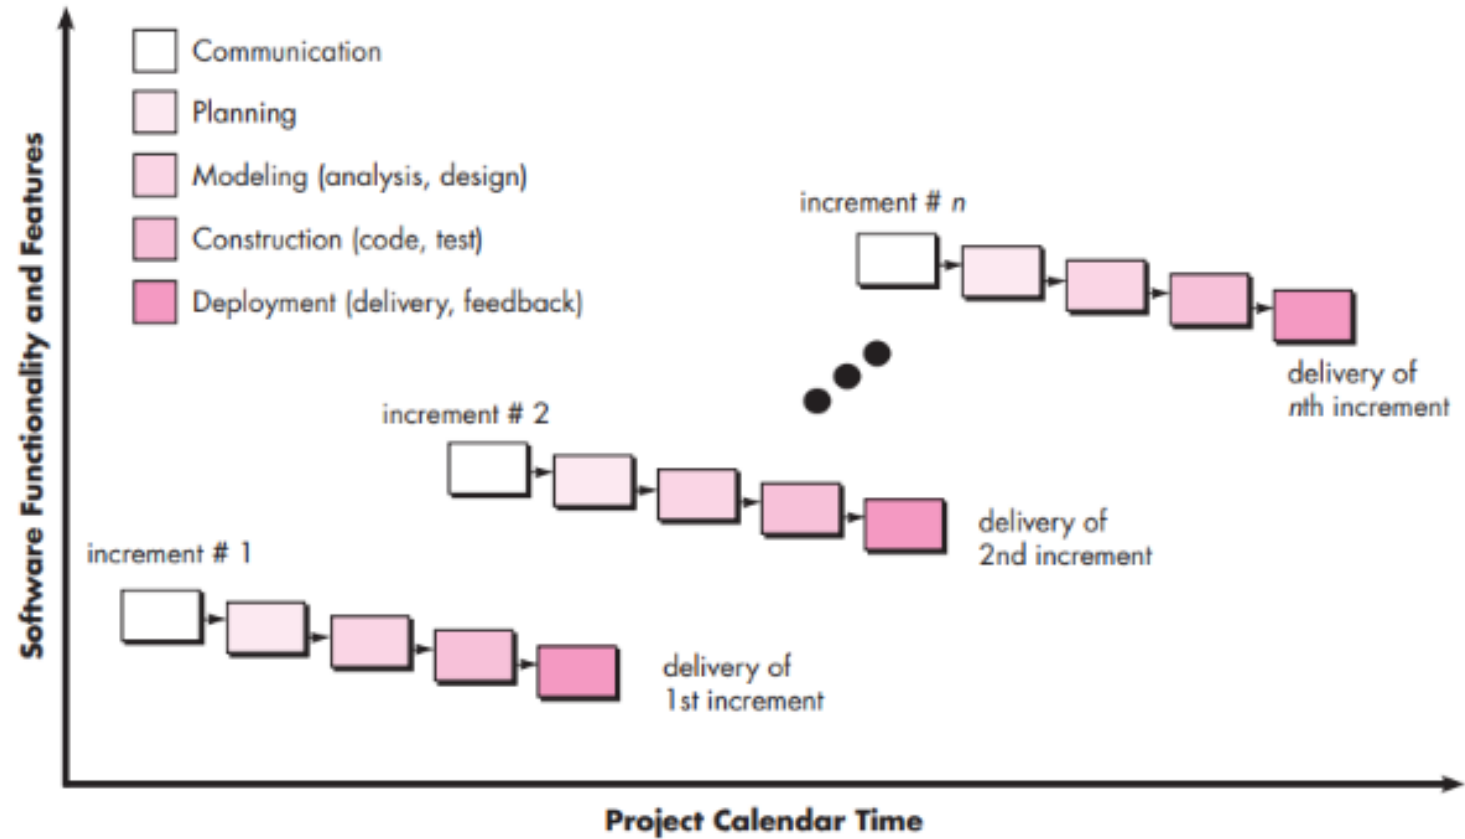 Software Functionality and Features
Communication
Planning
Modeling (analysis, design)
Construction (code, test)
Deployment (delivery, feedback)
increment # n
delivery of
nth increment
increment # 2
delivery of
2nd increment
increment # 1
delivery of
1st increment
Project Calendar Time